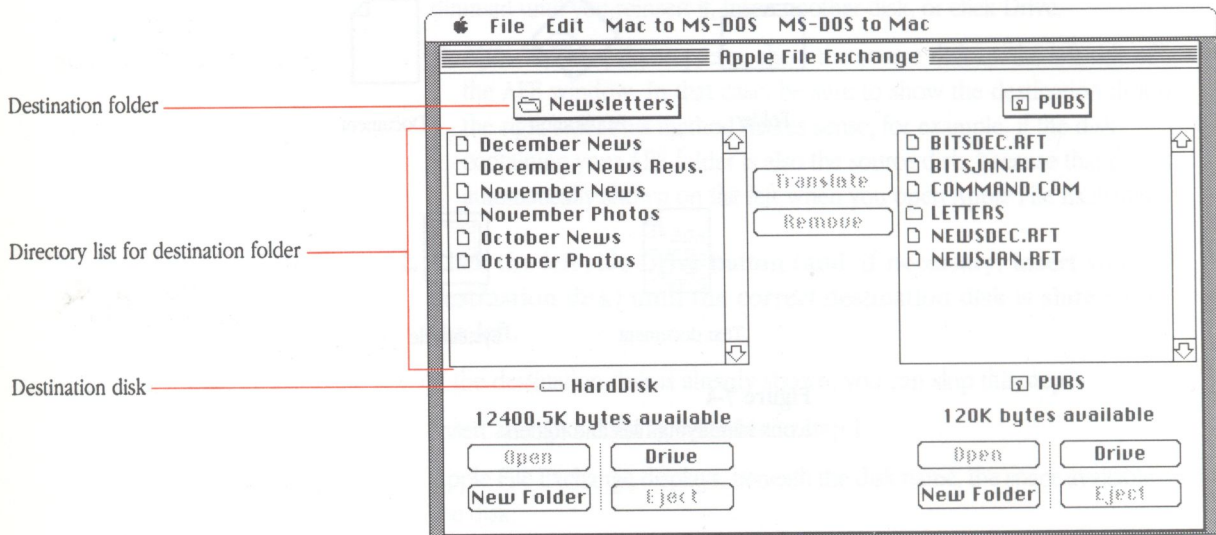 File Edit Mac to MS-DOS MS-DOS to Mac
Apple File Exchange
Destination folder
Newsletters
PUBS
Directory list for destination folder
December News
December News Revs.
November News
November Photos
October News
October Photos
Translate
Remove
BITSDEC.RFT
BITSJAN.RFT
COMMAND.COM
LETTERS
NEWSDEC.RFT
NEWSJAN.RFT
Destination disk
HardDisk
PUBS
12400.5K bytes available
120K bytes available
Open
Drive
New Folder
Eject
Open
Drive
New Folder
Eject